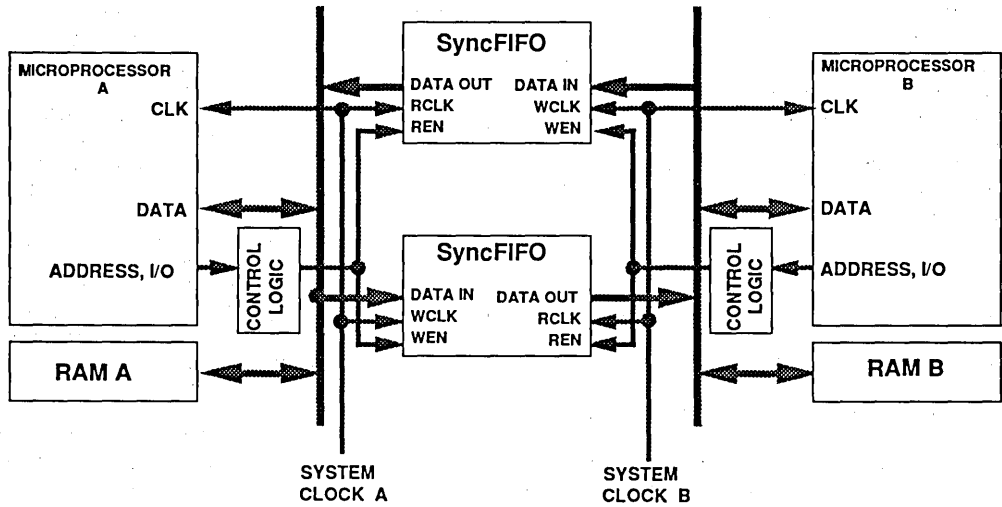 MICROPROCESSOR
A
CLK
DATA
ADDRESS, I/O
CONTROL
LOGIC
RAM A
SyncFIFO
DATA OUT
DATA IN
RCLK
WCLK
REN
WEN
SyncFIFO
DATA IN
DATA OUT
WCLK
RCLK
WEN
REN
MICROPROCESSOR
B
CLK
DATA
ADDRESS, I/O
CONTROL
LOGIC
RAM B
SYSTEM
CLOCK A
SYSTEM
CLOCK B